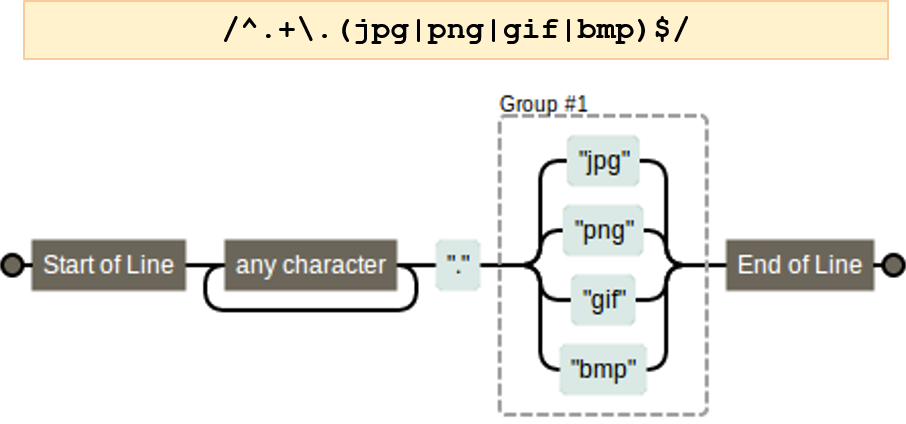 /^.+\.(jpg|png|gif|bmp)$/
Group #1
"jpg"
"png"
Start of Line any character "." End of Line
"gif"
"bmp"